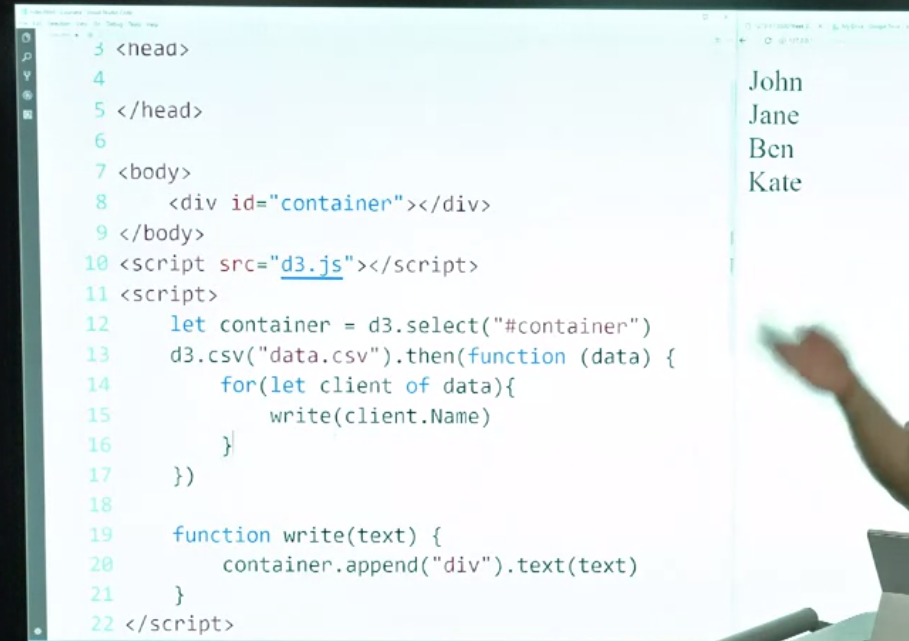 3 <head>
4
5 </head>
6
7 <body>
8     <div id="container"></div>
9 </body>
10 <script src="d3.js"></script>
11 <script>
12     let container = d3.select("#container")
13     d3.csv("data.csv").then(function (data) {
14         for(let client of data){
15             write(client.Name)
16         }
17     })
18
19     function write(text) {
20         container.append("div").text(text)
21     }
22 </script>
John
Jane
Ben
Kate